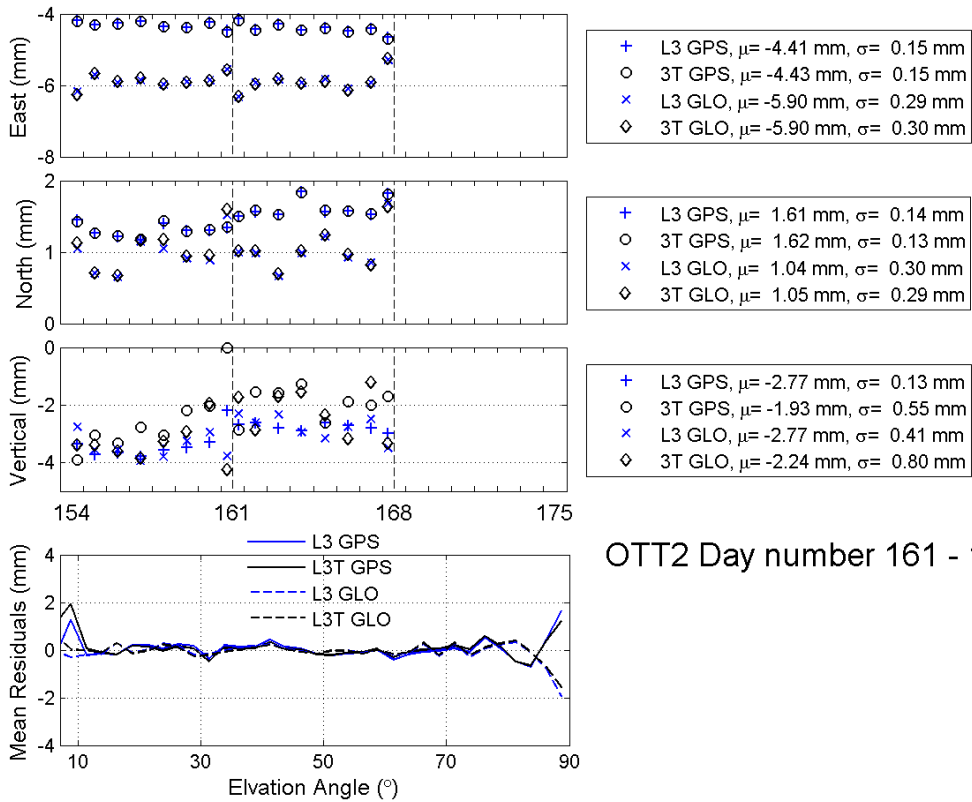 East (mm)
-4
-6
-8
+ L3 GPS, μ= -4.41 mm, σ= 0.15 mm
o 3T GPS, μ= -4.43 mm, σ= 0.15 mm
× L3 GLO, μ= -5.90 mm, σ= 0.29 mm
◇ 3T GLO, μ= -5.90 mm, σ= 0.30 mm
North (mm)
2
1
0
+ L3 GPS, μ= 1.61 mm, σ= 0.14 mm
o 3T GPS, μ= 1.62 mm, σ= 0.13 mm
× L3 GLO, μ= 1.04 mm, σ= 0.30 mm
◇ 3T GLO, μ= 1.05 mm, σ= 0.29 mm
Vertical (mm)
0
-2
-4
+ L3 GPS, μ= -2.77 mm, σ= 0.13 mm
o 3T GPS, μ= -1.93 mm, σ= 0.55 mm
× L3 GLO, μ= -2.77 mm, σ= 0.41 mm
◇ 3T GLO, μ= -2.24 mm, σ= 0.80 mm
154 161 168 175
Mean Residuals (mm)
4
2
0
-2
-4
L3 GPS
L3T GPS
L3 GLO
L3T GLO
10 30 50 70 90
Elvation Angle (°)
OTT2 Day number 161 -